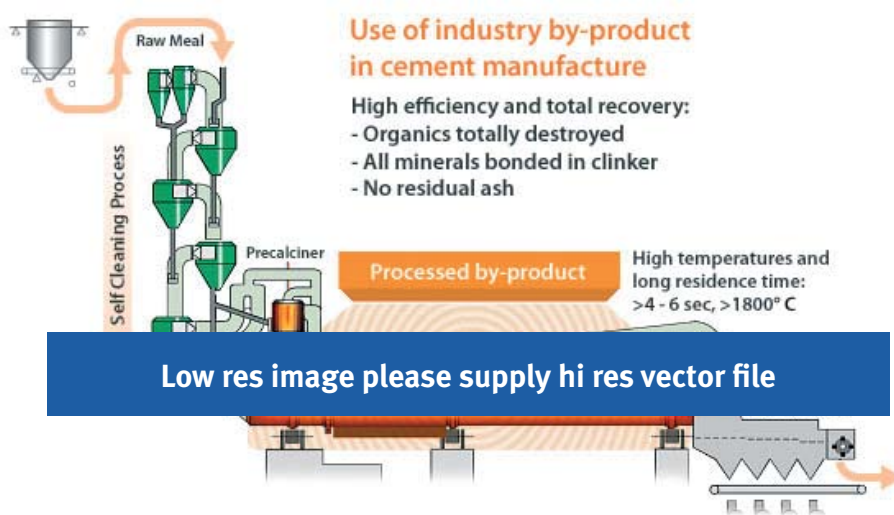 Raw Meal
Use of industry by-product
in cement manufacture
High efficiency and total recovery:
- Organics totally destroyed
- All minerals bonded in clinker
- No residual ash
Self Cleaning Process
Precalciner
Processed by-product
High temperatures and
long residence time:
>4 - 6 sec, >1800° C
Low res image please supply hi res vector file